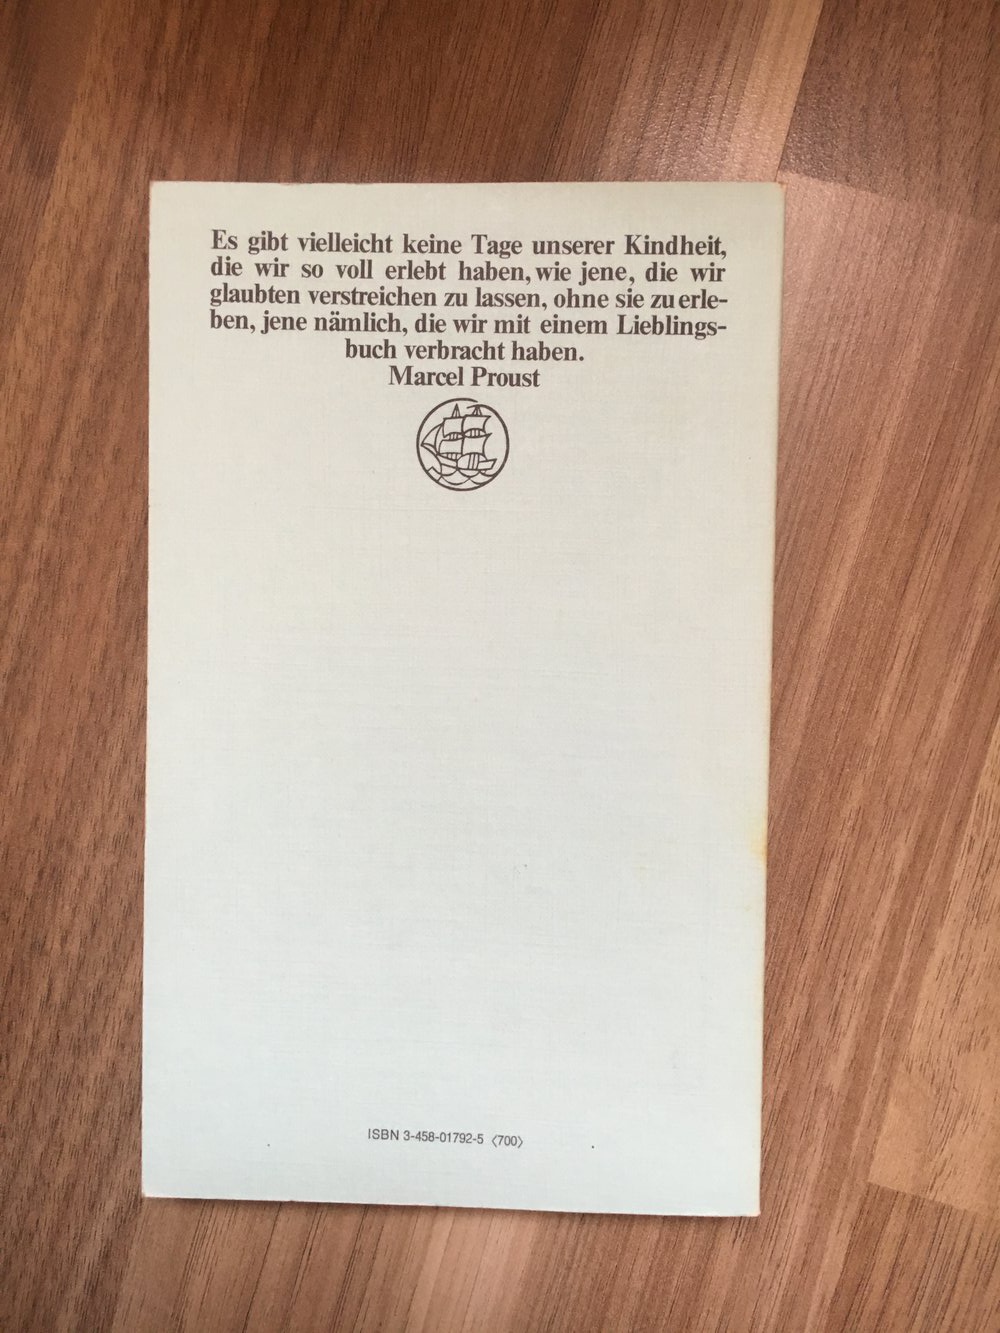 Es gibt vielleicht keine Tage unserer Kindheit,
die wir so voll erlebt haben, wie jene, die wir
glaubten verstreichen zu lassen, ohne sie zu erle-
ben, jene nämlich, die wir mit einem Lieblings-
buch verbracht haben.
Marcel Proust
ISBN 3-458-01792-5 ⟨700⟩